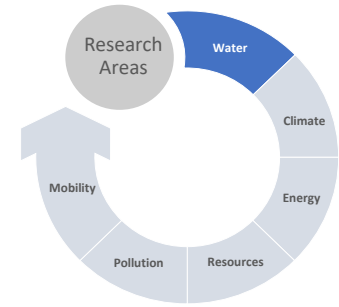 Research
Areas
Water
Climate
Energy
Resources
Pollution
Mobility